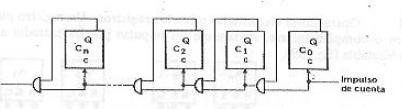 Q Q Q Q
Cn C2 C1 C0
c c c c
Impulso
de cuenta